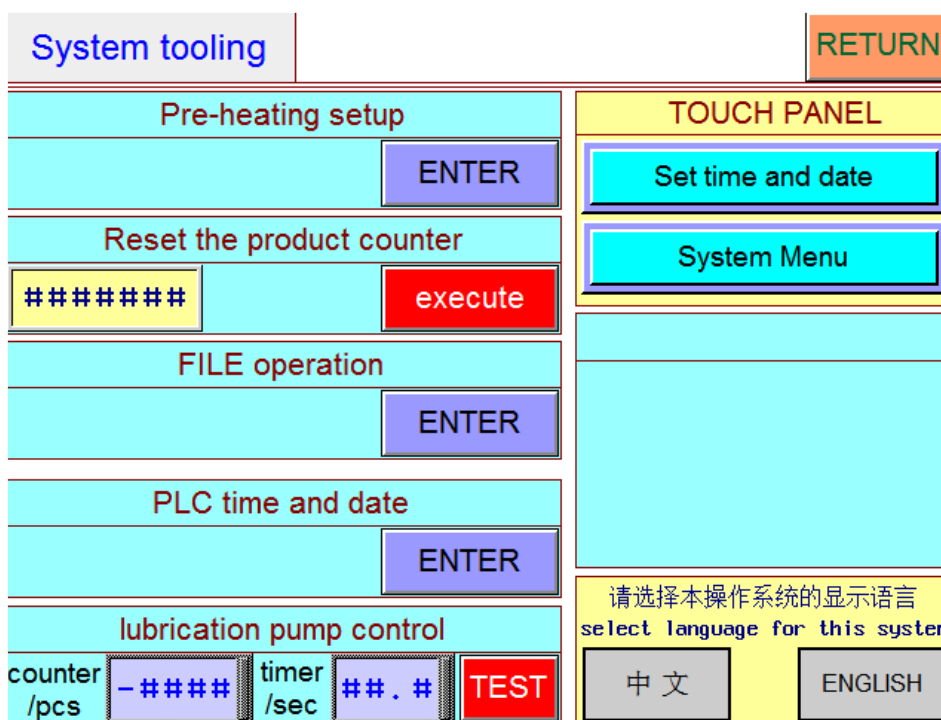 System tooling
RETURN
Pre-heating setup
ENTER
Reset the product counter
#######
execute
FILE operation
ENTER
PLC time and date
ENTER
lubrication pump control
counter
/pcs
-####
timer
/sec
##.#
TEST
TOUCH PANEL
Set time and date
System Menu
请选择本操作系统的显示语言
select language for this system
中文
ENGLISH